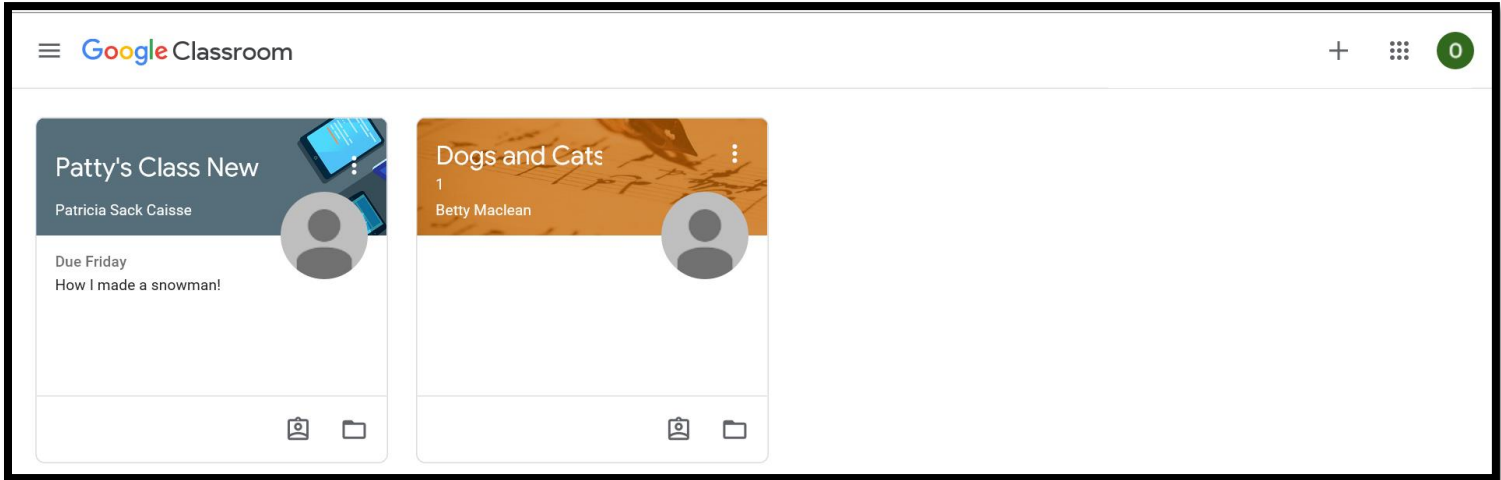 Google Classroom
O
Patty's Class New
Patricia Sack Caisse
Due Friday
How I made a snowman!
Dogs and Cats
1
Betty Maclean